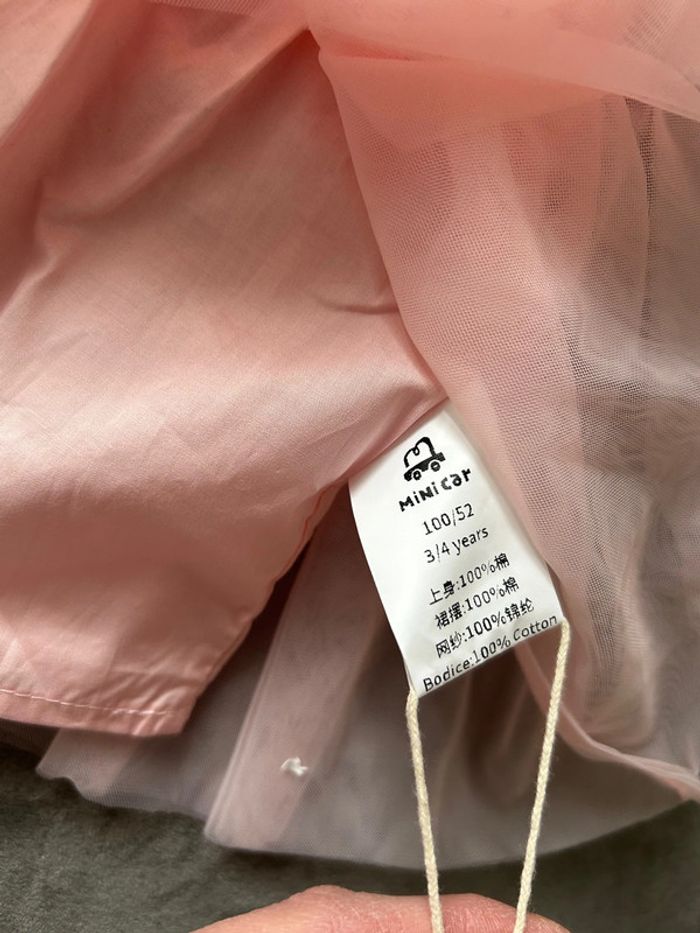 MiNi Car
100/52
3/4 years
上身:100%棉
裙摆:100%棉
网纱:100%锦纶
Bodice:100% Cotton